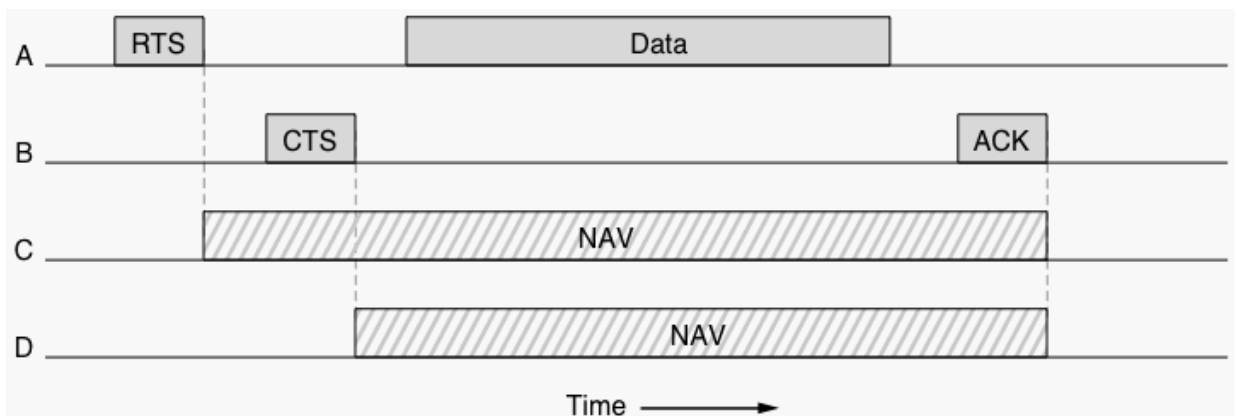 A RTS Data
B CTS ACK
C NAV
D NAV
Time